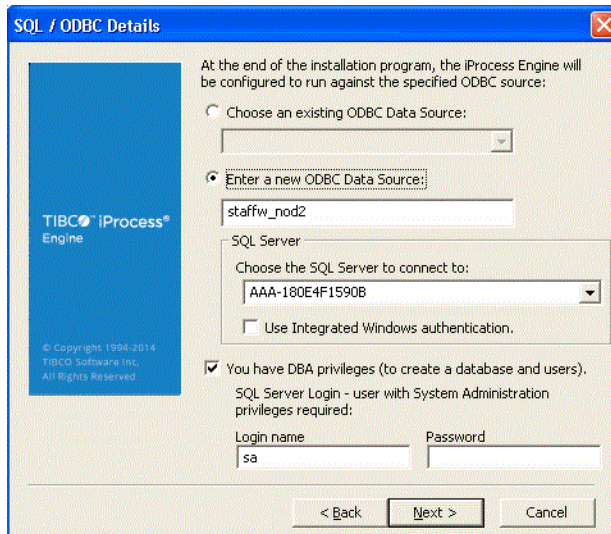 SQL / ODBC Details
At the end of the installation program, the iProcess Engine will
be configured to run against the specified ODBC source:
Choose an existing ODBC Data Source:
Enter a new ODBC Data Source:
staffw_nod2
SQL Server
Choose the SQL Server to connect to:
AAA-180E4F1590B
Use Integrated Windows authentication.
You have DBA privileges (to create a database and users).
SQL Server Login - user with System Administration
privileges required:
Login name
Password
sa
TIBCO™ iProcess®
Engine
© Copyright 1994-2014
TIBCO Software Inc,
All Rights Reserved
< Back
Next >
Cancel